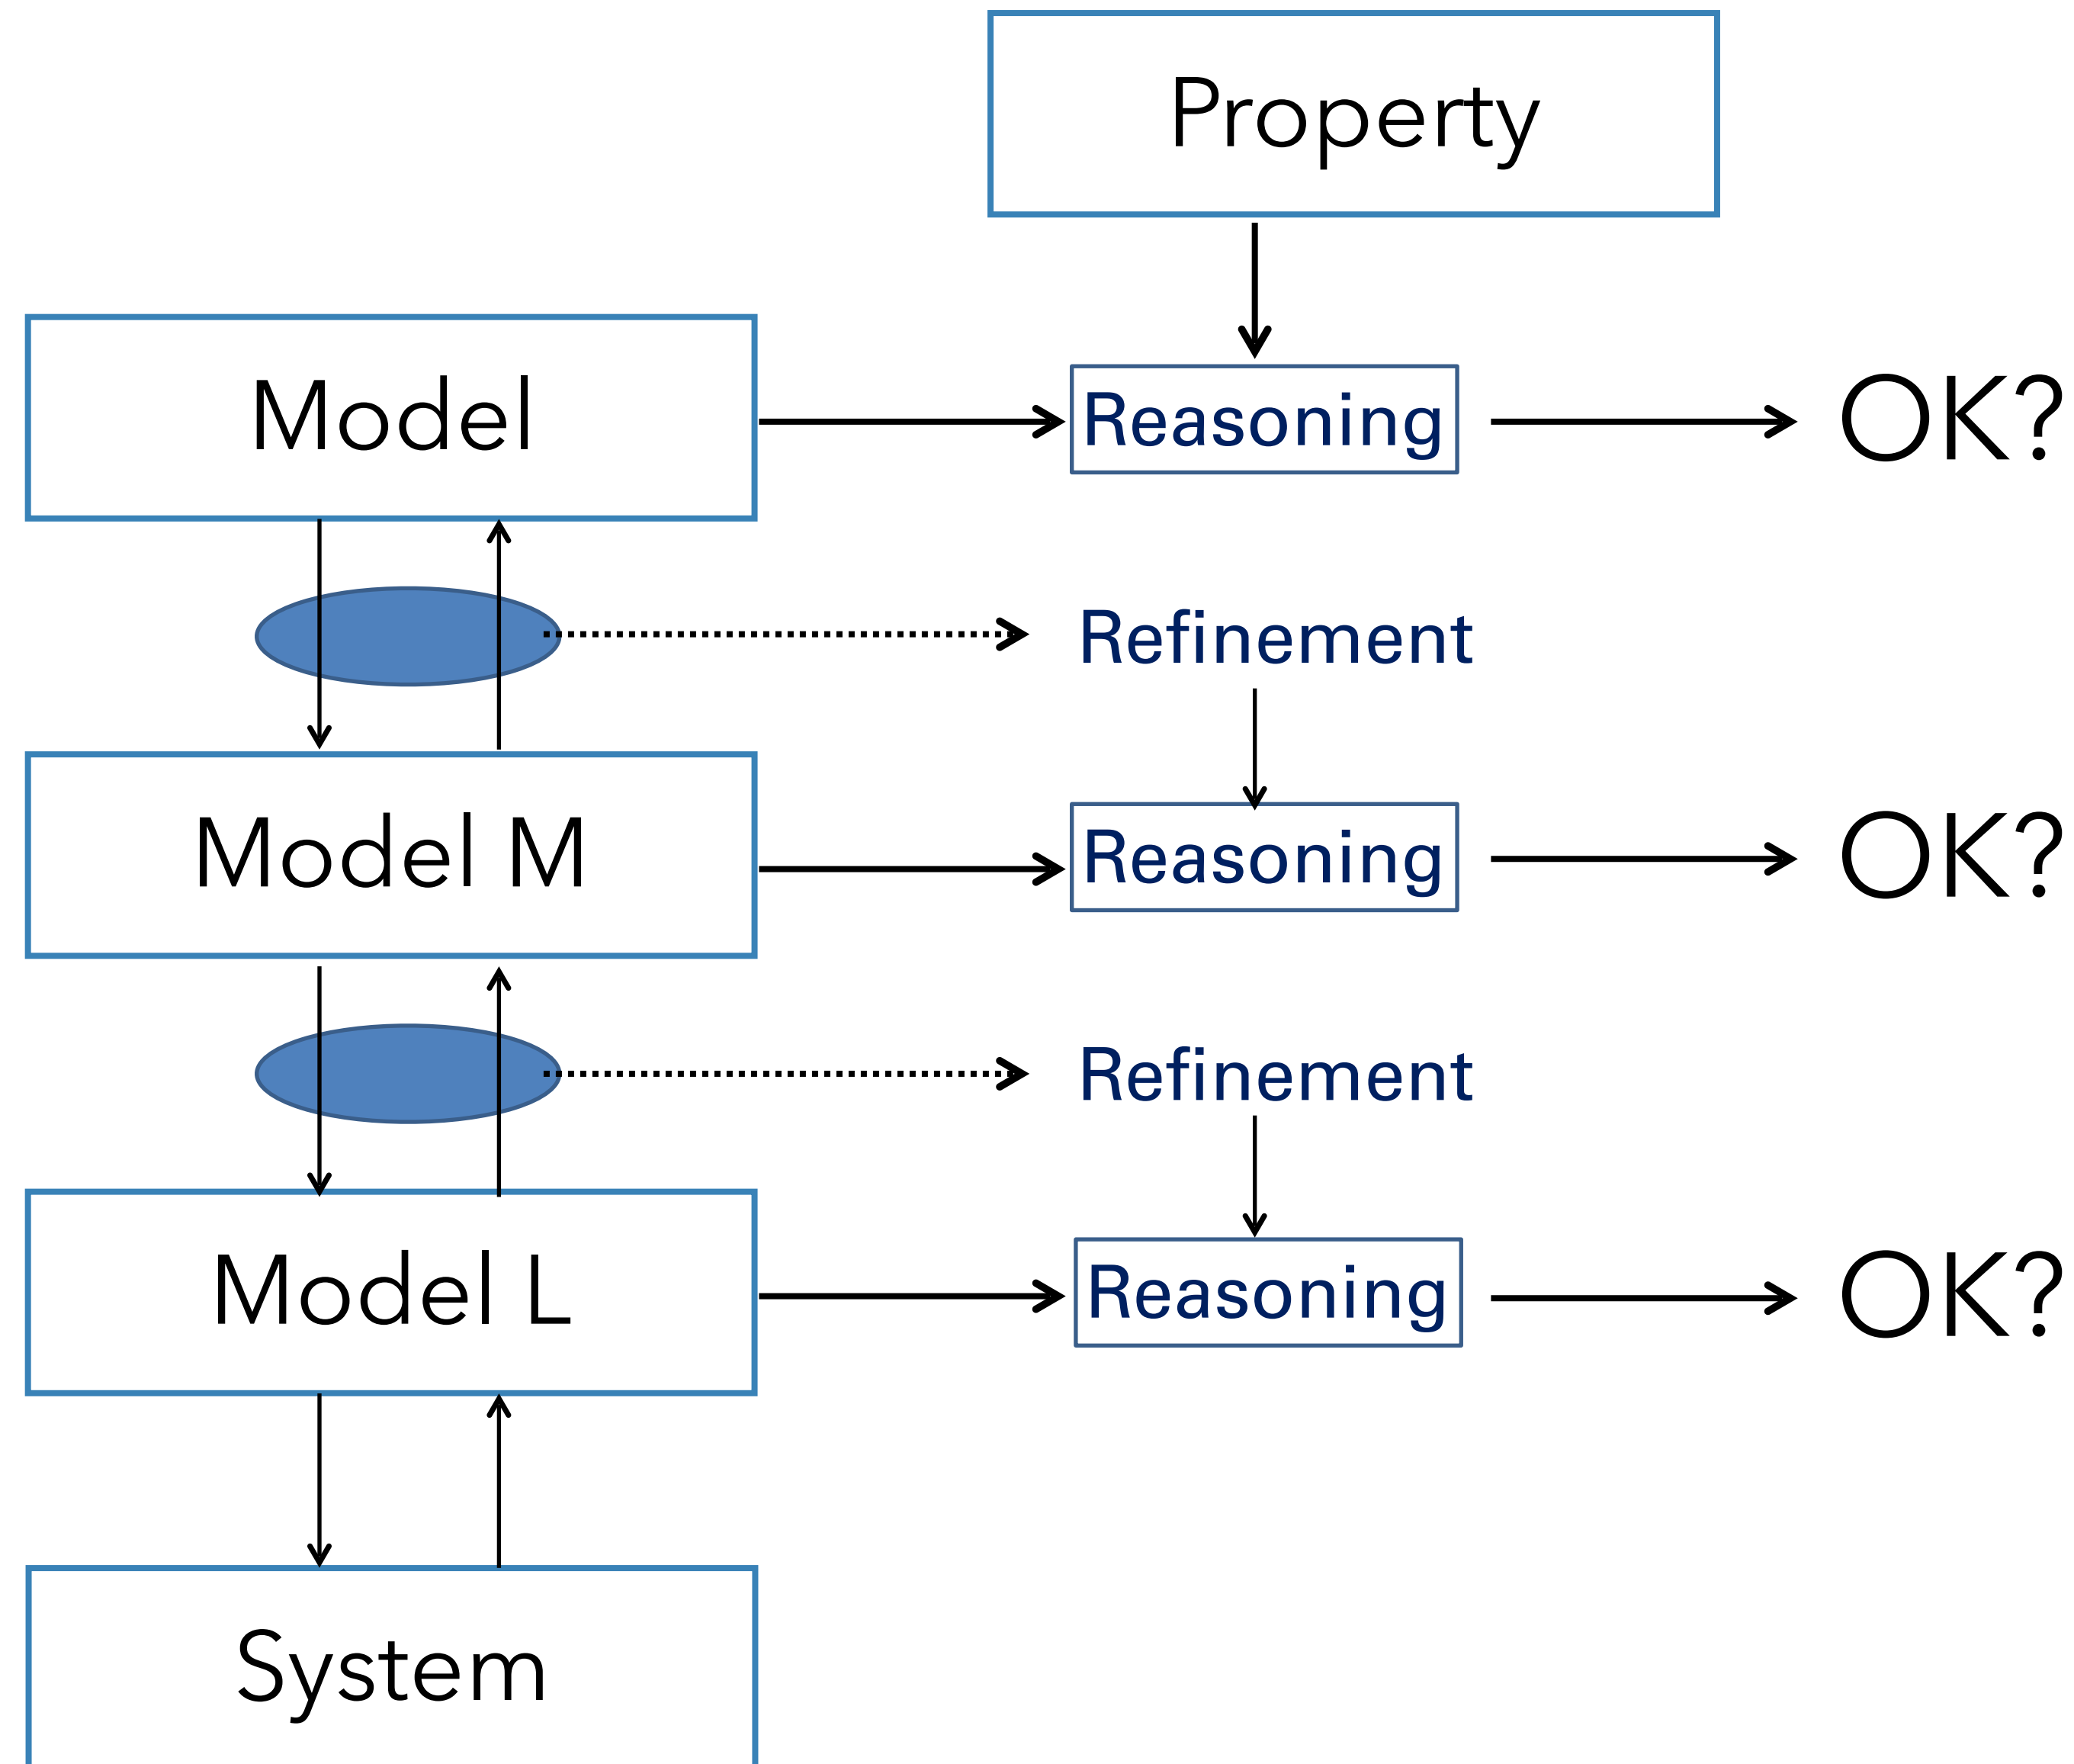 Property
Model
Reasoning
OK?
Refinement
Model M
Reasoning
OK?
Refinement
Model L
Reasoning
OK?
System